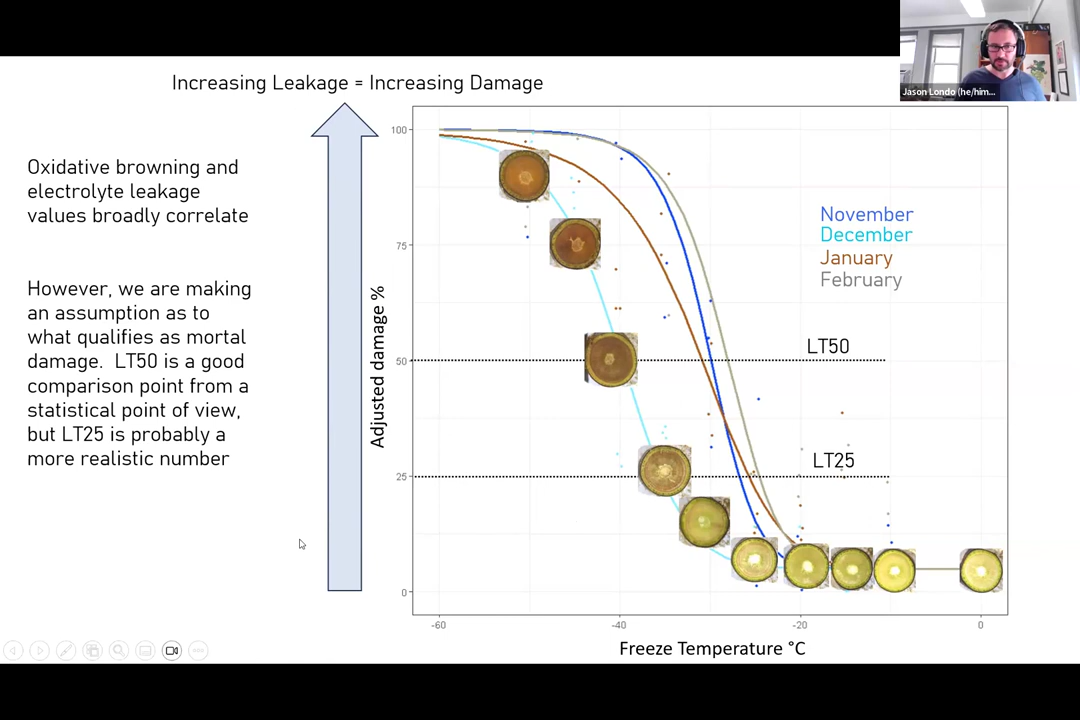 Jason Londo (he/him...
Increasing Leakage = Increasing Damage
Oxidative browning and
electrolyte leakage
values broadly correlate
However, we are making
an assumption as to
what qualifies as mortal
damage. LT50 is a good
comparison point from a
statistical point of view,
but LT25 is probably a
more realistic number
Adjusted damage %
100
75
50
25
0
November
December
January
February
LT50
LT25
-60
-40
-20
0
Freeze Temperature °C